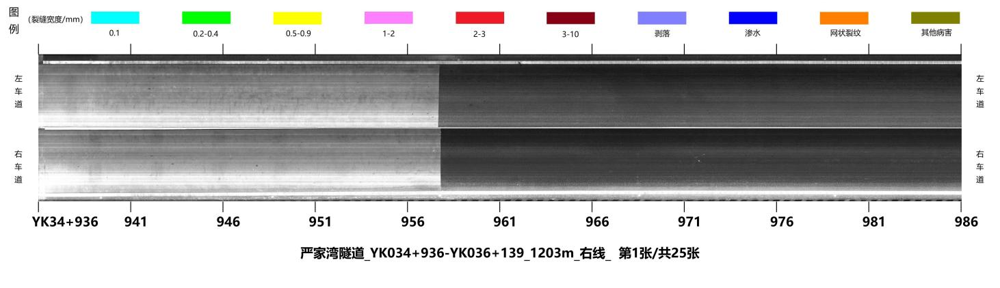 图例
(裂缝宽度/mm)
0.1 0.2-0.4 0.5-0.9 1-2 2-3 3-10 剥落 渗水 网状裂纹 其他病害
左车道 左车道
右车道 右车道
YK34+936 941 946 951 956 961 966 971 976 981 986
严家湾隧道_YK034+936-YK036+139_1203m_右线_ 第1张/共25张